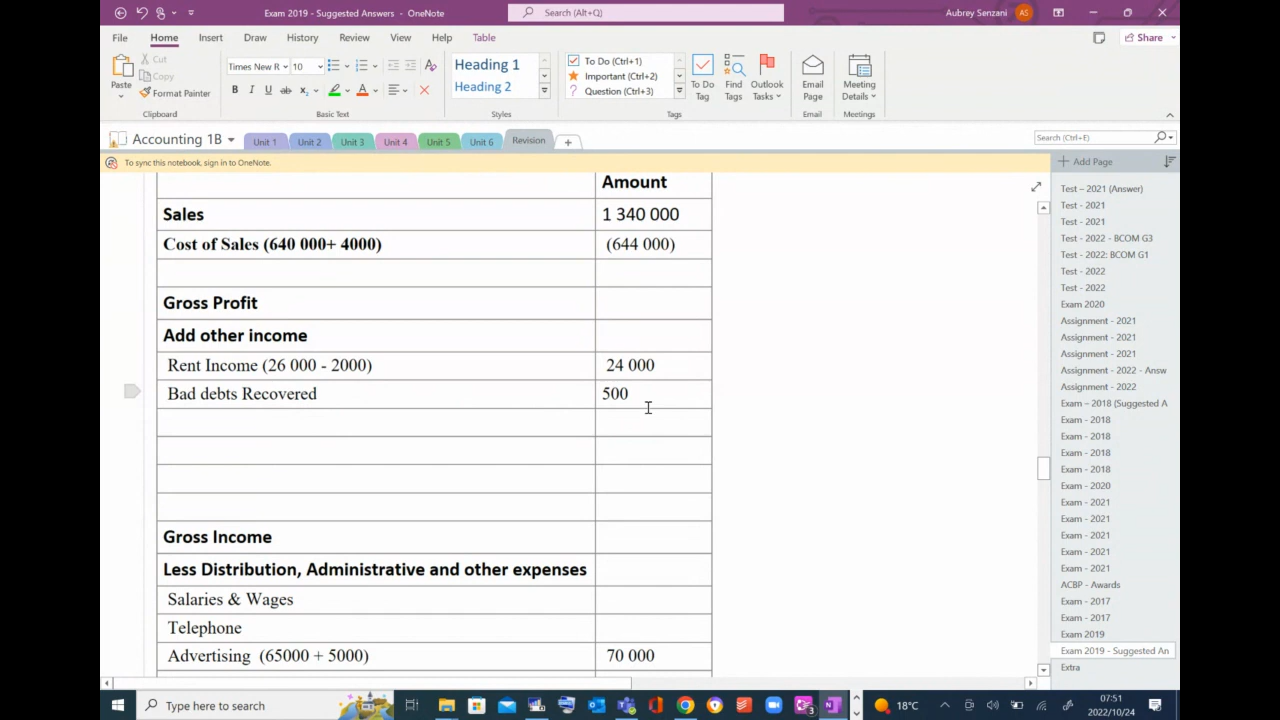 Exam 2019 - Suggested Answers - OneNote
Search (Alt+Q)
Aubrey Senzani
AS
File Home Insert Draw History Review View Help Table
Share
Paste
Cut
Copy
Format Painter
Clipboard
Times New R 10
B I U ab x
A
Basic Text
Heading 1
Heading 2
Styles
To Do (Ctrl+1)
Important (Ctrl+2)
Question (Ctrl+3)
To Do Tag
Find Tags
Outlook Tasks
Tags
Email Page
Email
Meeting Details
Meetings
Accounting 1B
Unit 1 Unit 2 Unit 3 Unit 4 Unit 5 Unit 6 Revision
Search (Ctrl+E)
To sync this notebook, sign in to OneNote.
Amount
Sales 1 340 000
Cost of Sales (640 000+ 4000) (644 000)
Gross Profit
Add other income
Rent Income (26 000 - 2000) 24 000
Bad debts Recovered 500
Gross Income
Less Distribution, Administrative and other expenses
Salaries & Wages
Telephone
Advertising (65000 + 5000) 70 000
Add Page
Test – 2021 (Answer)
Test - 2021
Test - 2021
Test - 2022 - BCOM G3
Test - 2022: BCOM G1
Test - 2022
Test - 2022
Exam 2020
Assignment - 2021
Assignment - 2021
Assignment - 2021
Assignment - 2022 - Answ
Assignment - 2022
Exam – 2018 (Suggested A
Exam - 2018
Exam - 2018
Exam - 2018
Exam - 2018
Exam - 2020
Exam - 2021
Exam - 2021
Exam - 2021
Exam - 2021
Exam - 2021
ACBP - Awards
Exam - 2017
Exam - 2017
Exam 2019
Exam 2019 - Suggested An
Extra
Type here to search
3
18°C
07:51
2022/10/24